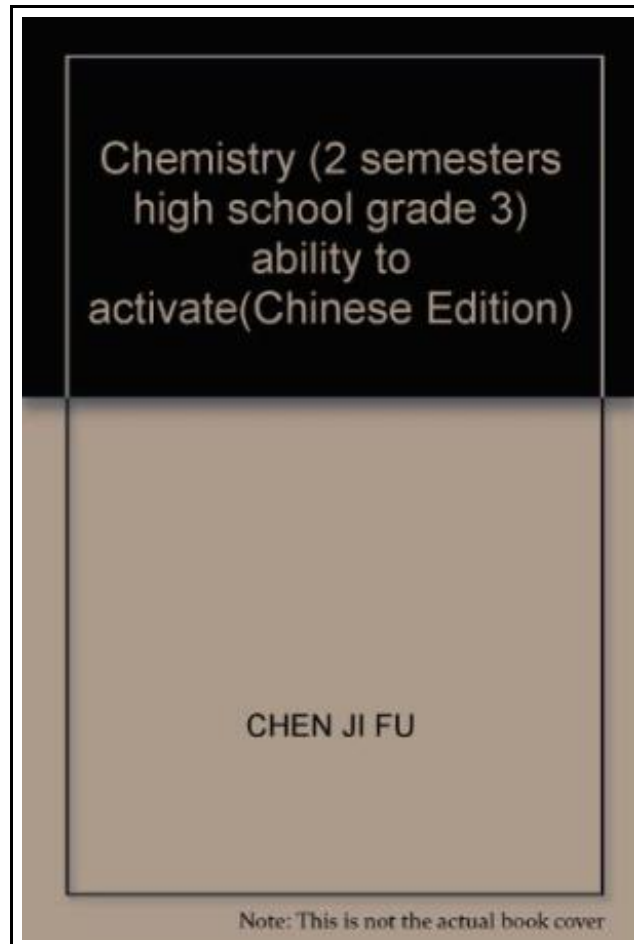 Chemistry (2 semesters
high school grade 3)
ability to
activate(Chinese Edition)
CHEN JI FU
Note: This is not the actual book cover